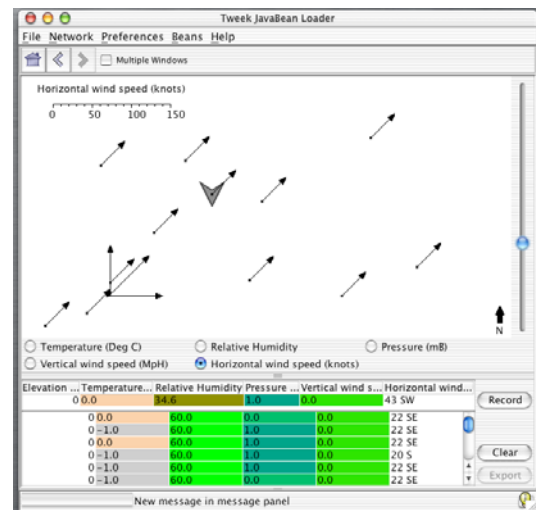 Tweek JavaBean Loader
File Network Preferences Beans Help
Multiple Windows
Horizontal wind speed (knots)
0 50 100 150
N
Temperature (Deg C) Relative Humidity Pressure (mB)
Vertical wind speed (MpH) Horizontal wind speed (knots)
Elevation ... Temperature... Relative Humidity Pressure ... Vertical wind s... Horizontal wind...
0 0.0 34.6 1.0 0.0 43 SW Record
0 0.0 60.0 1.0 0.0 22 SE
0 -1.0 60.0 1.0 0.0 22 SE
0 0.0 60.0 1.0 0.0 22 SE
0 -1.0 60.0 1.0 0.0 20 S Clear
0 -1.0 60.0 1.0 0.0 22 SE
0 -1.0 60.0 1.0 0.0 22 SE Export
New message in message panel